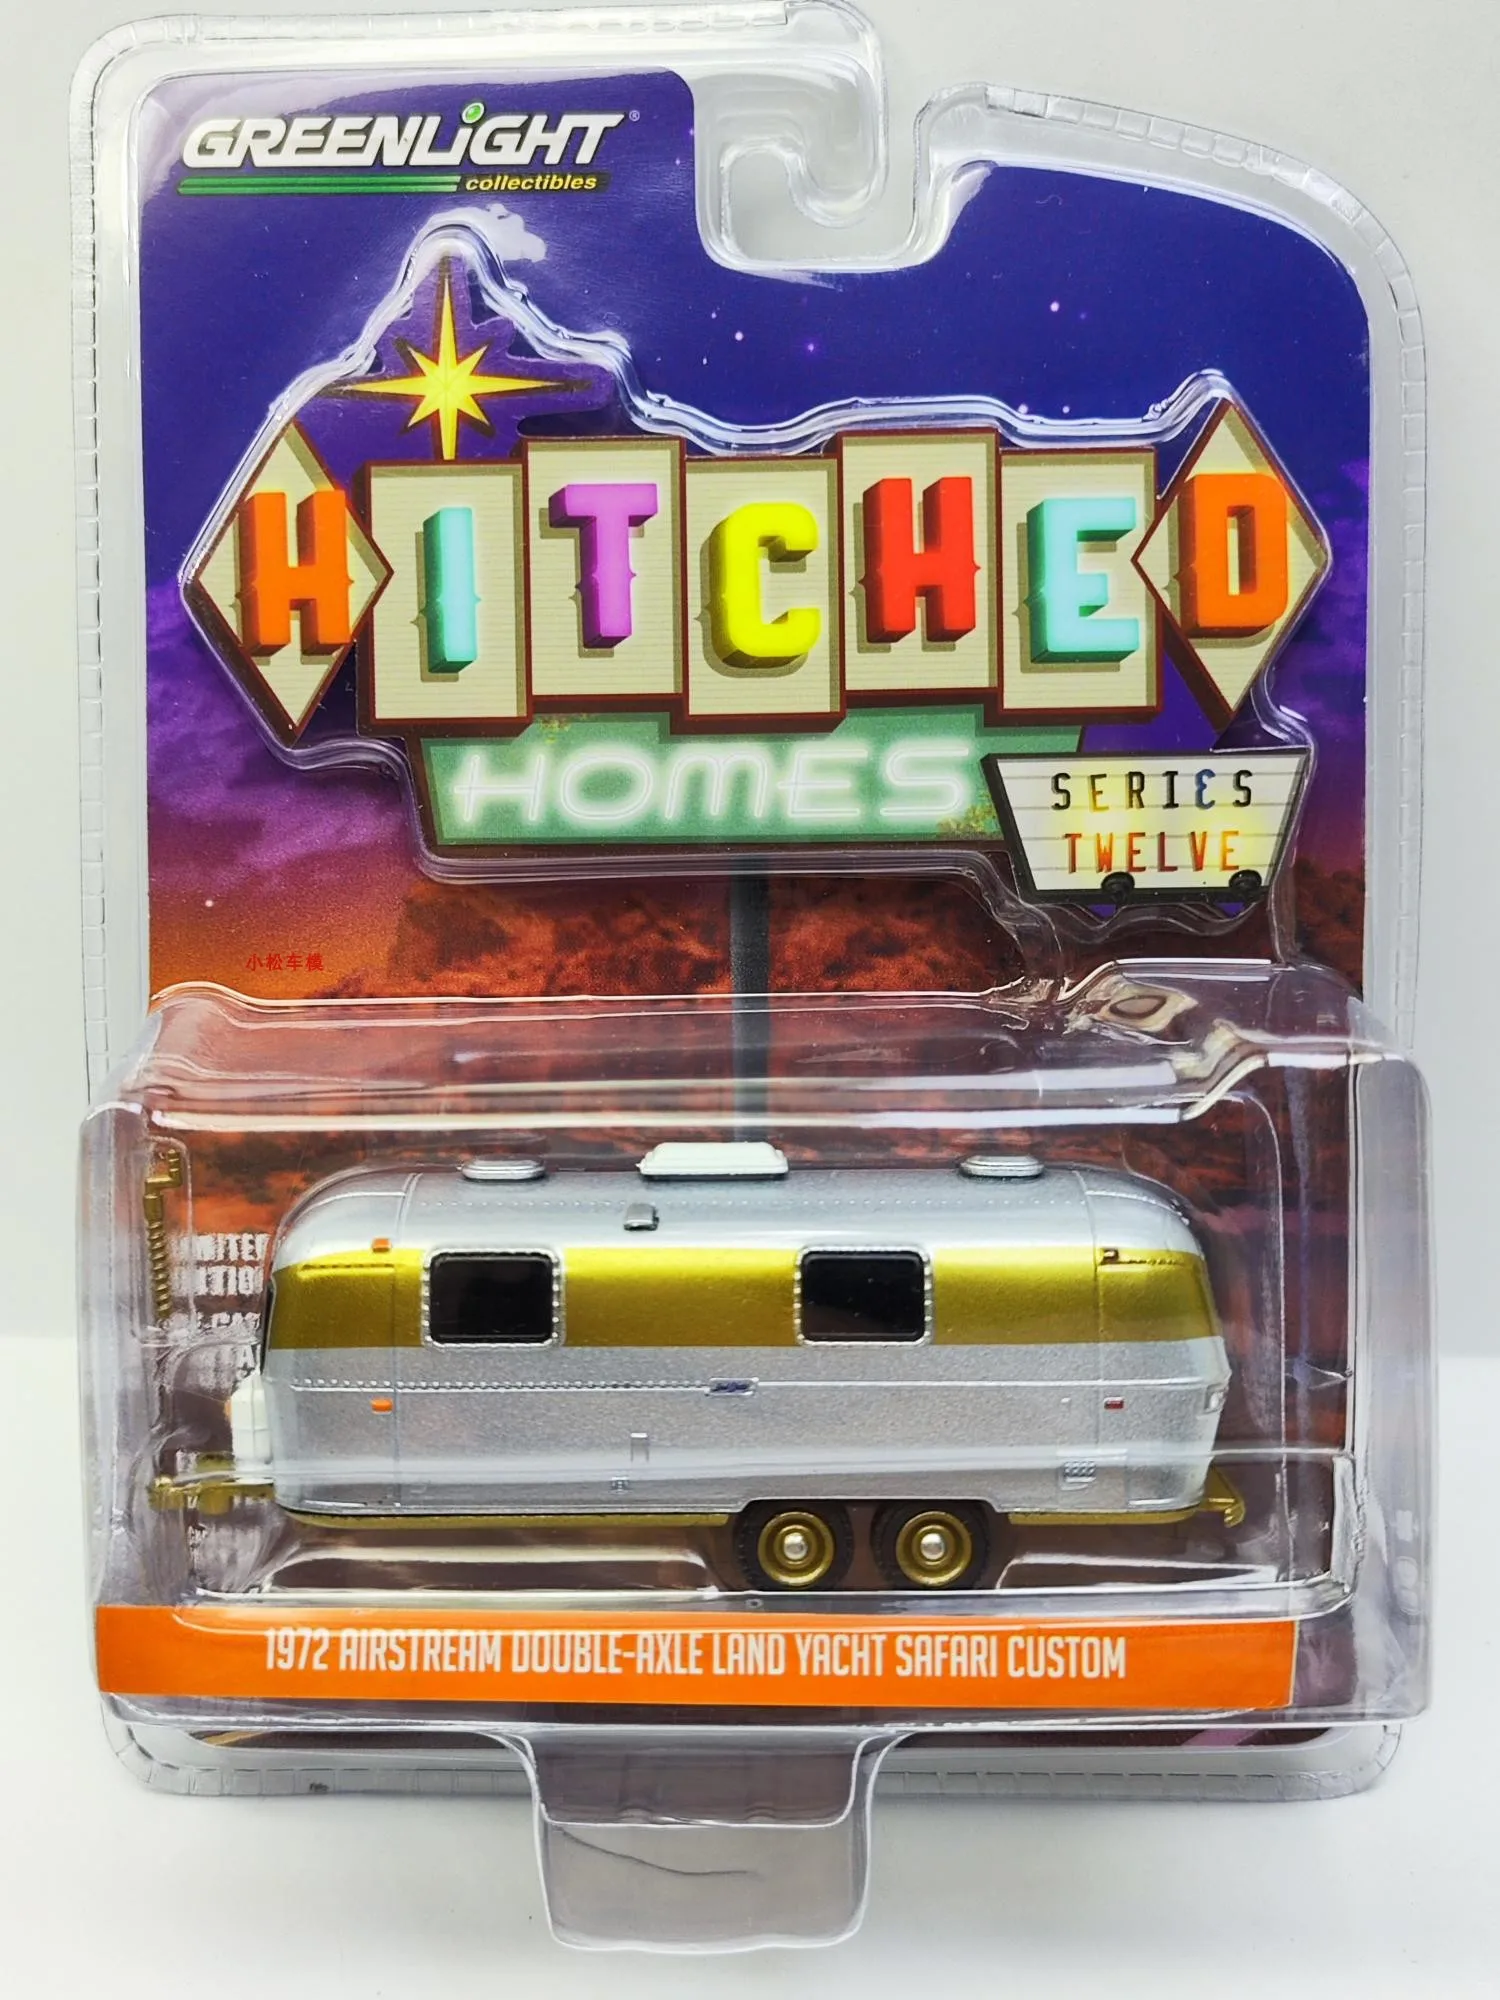 GREENLiGHT®
collectibles
HITCHED
HOMES
SERIES
TWELVE
小松车模
1972 AIRSTREAM DOUBLE-AXLE LAND YACHT SAFARI CUSTOM